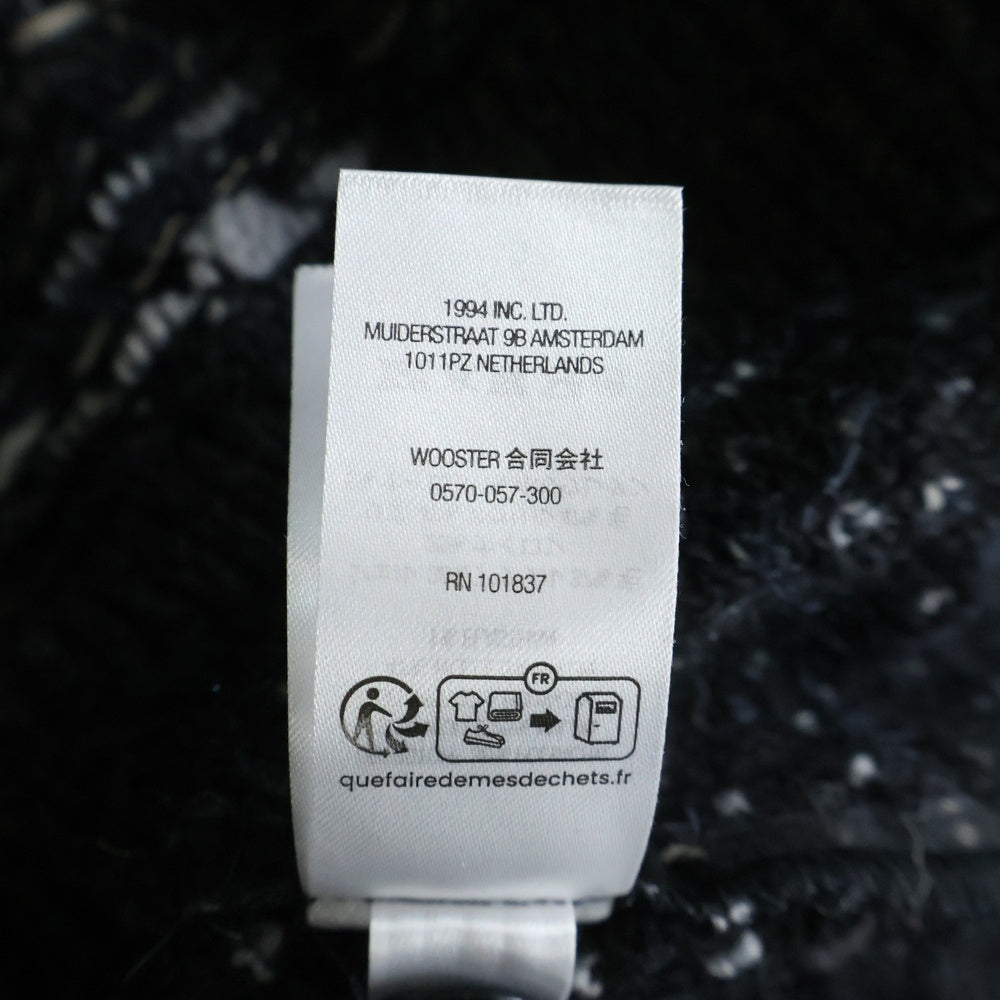 1994 INC. LTD.
MUIDERSTRAAT 9B AMSTERDAM
1011PZ NETHERLANDS
WOOSTER 合同会社
0570-057-300
RN 101837
FR
quefairedemesdechets.fr